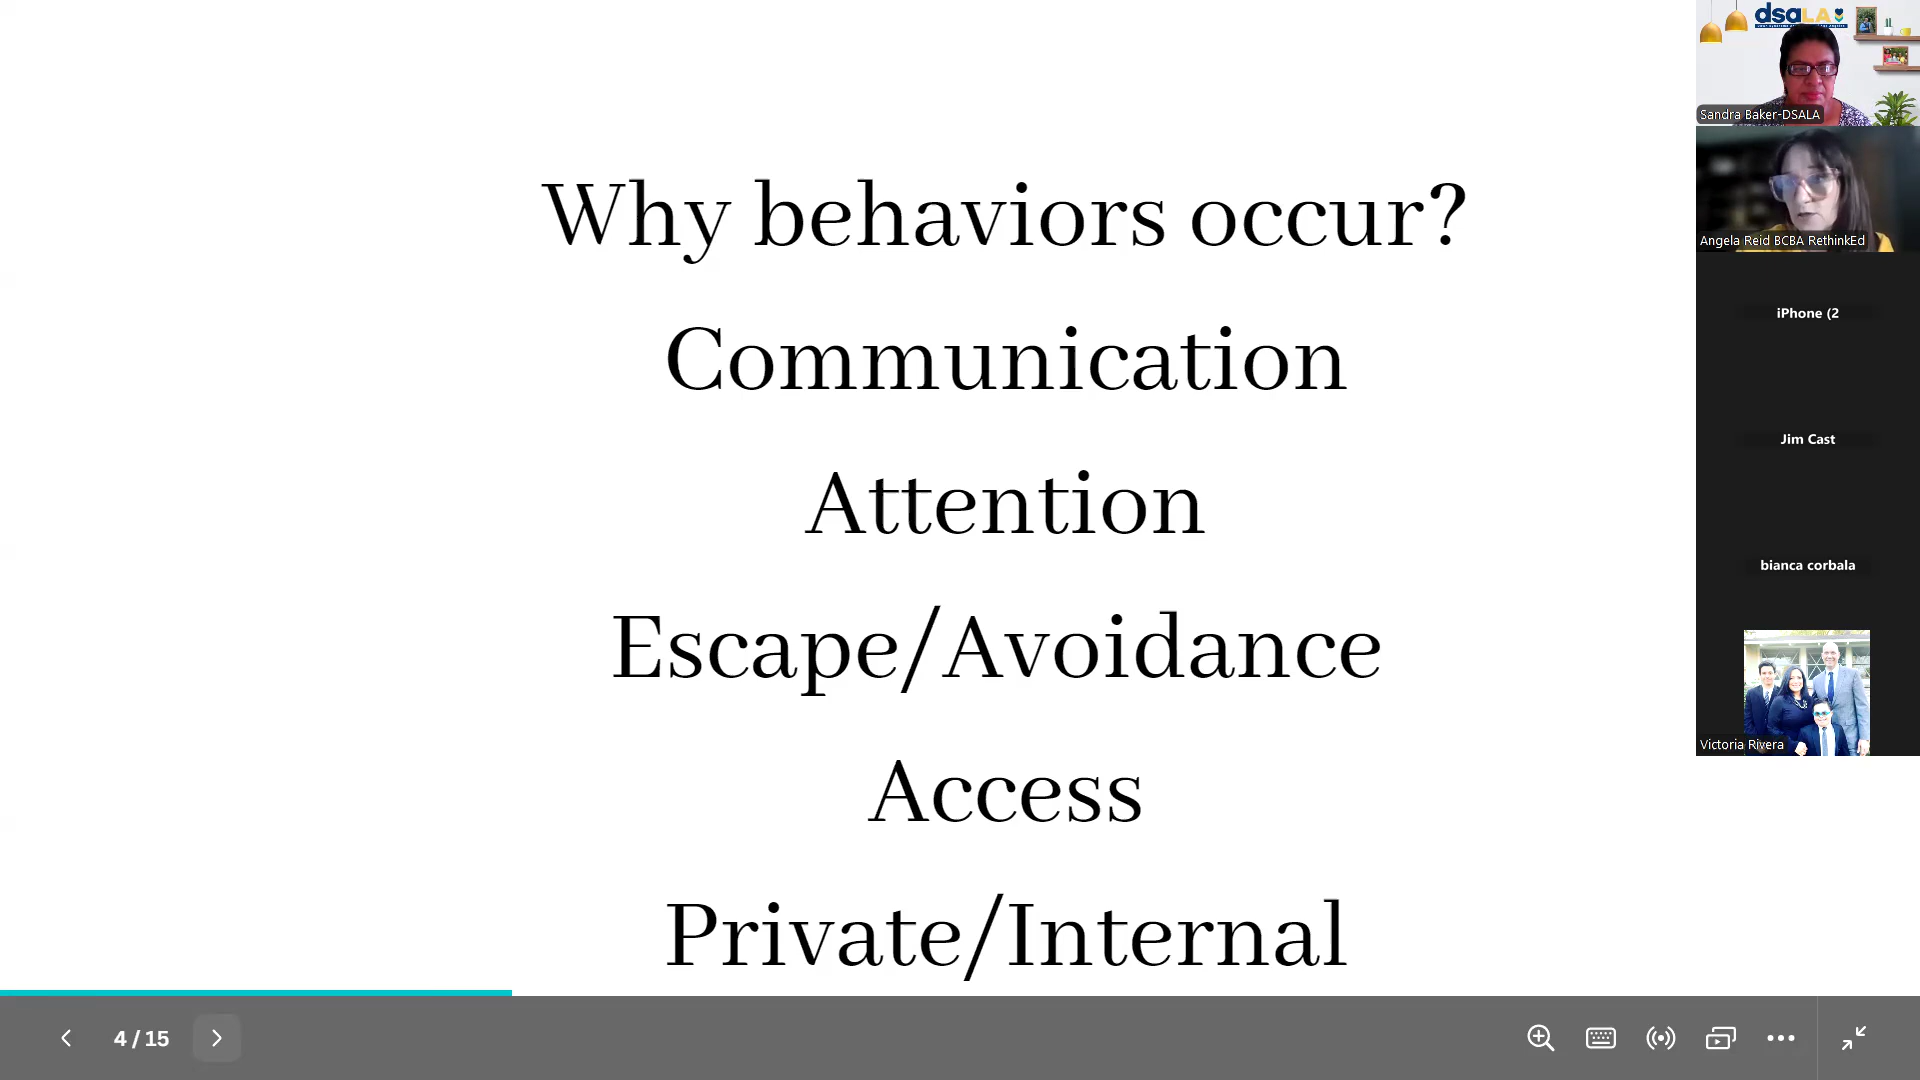 Why behaviors occur?
Communication
Attention
Escape/Avoidance
Access
Private/Internal
dsaLA
Sandra Baker-DSALA
Angela Reid BCBA RethinkEd
iPhone (2
Jim Cast
bianca corbala
Victoria Rivera
4 / 15